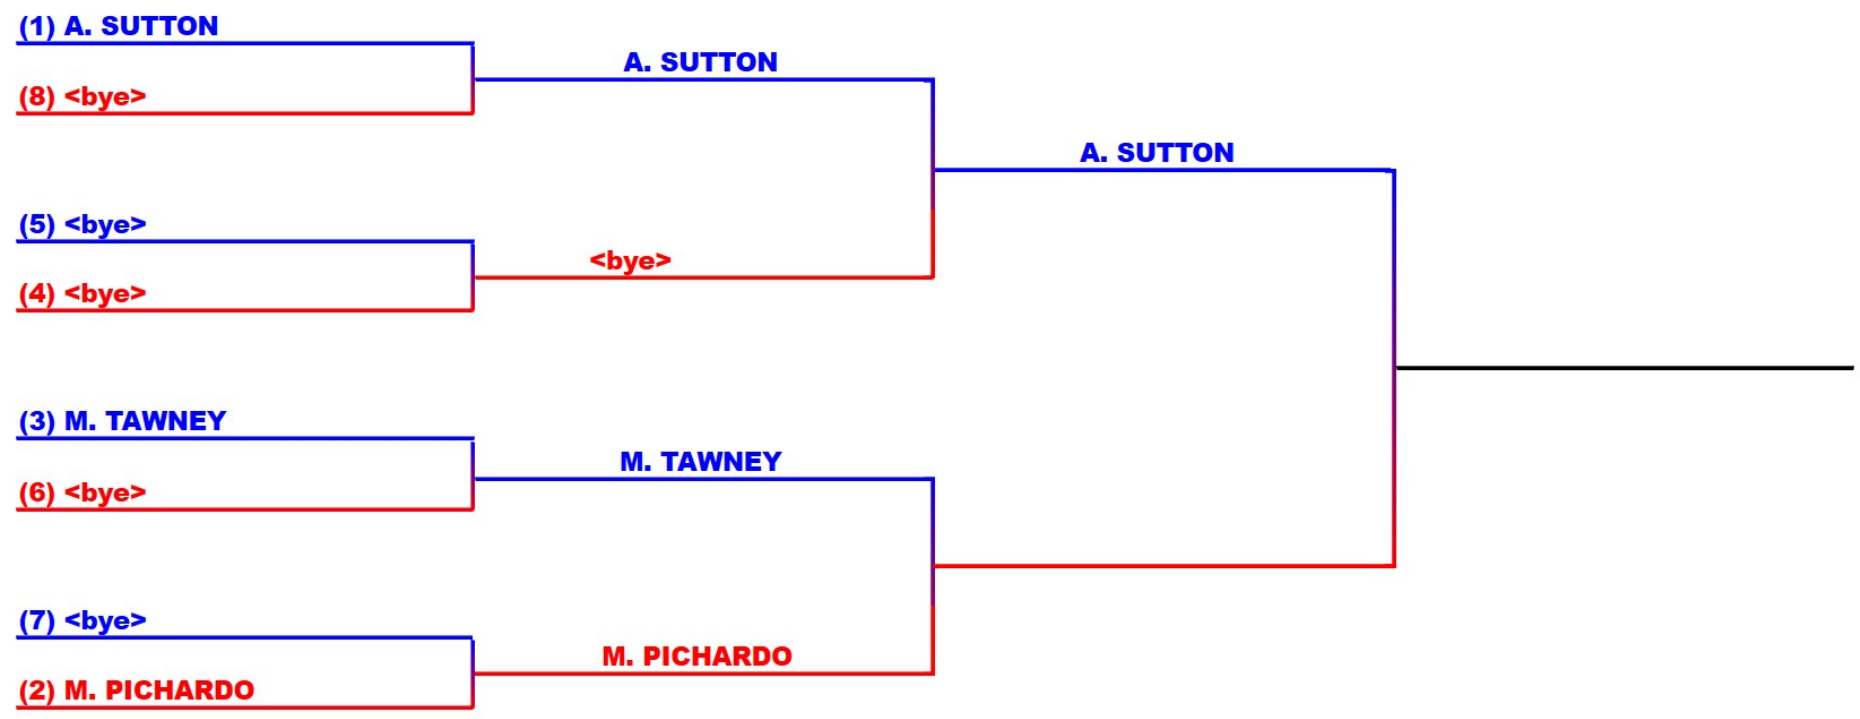 (1) A. SUTTON
A. SUTTON
(8) <bye>
A. SUTTON
(5) <bye>
<bye>
(4) <bye>
(3) M. TAWNEY
M. TAWNEY
(6) <bye>
(7) <bye>
M. PICHARDO
(2) M. PICHARDO